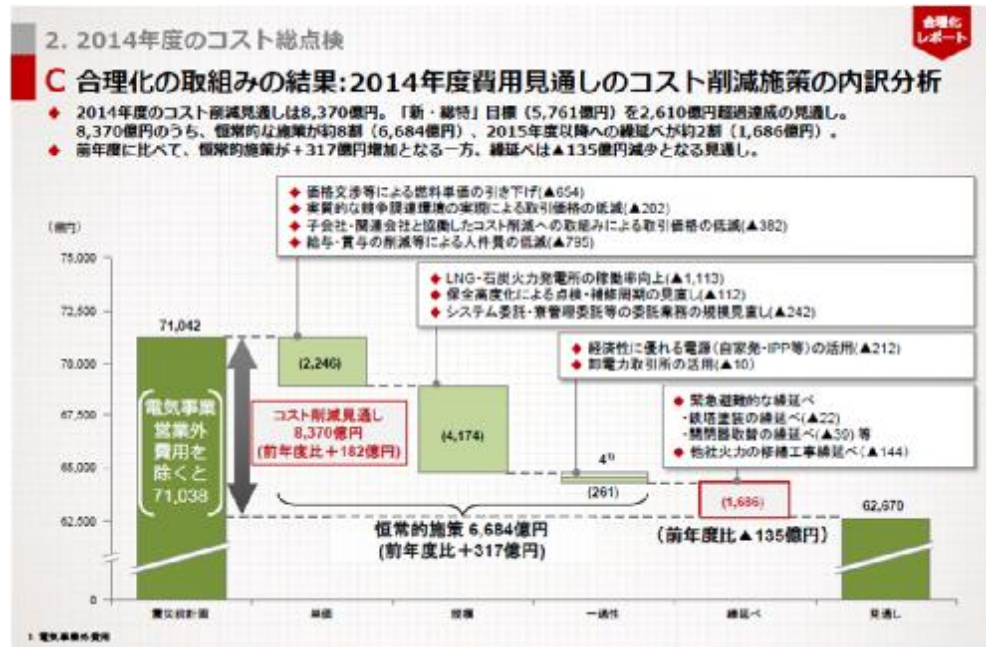 合理化
レポート
2. 2014年度のコスト総点検
C 合理化の取組みの結果:2014年度費用見通しのコスト削減施策の内訳分析
◆ 2014年度のコスト削減見通しは8,370億円。「新・総特」目標（5,761億円）を2,610億円超過達成の見通し。
8,370億円のうち、恒常的な施策が約8割（6,684億円）、2015年度以降への繰延べが約2割（1,686億円）。
◆ 前年度に比べて、恒常的施策が＋317億円増加となる一方、繰延べは▲135億円減少となる見通し。
◆ 価格交渉等による燃料単価の引き下げ(▲654)
◆ 実質的な競争調達環境の実現による取引価格の低減(▲202)
◆ 子会社・関連会社と協働したコスト削減への取組みによる取引価格の低減(▲382)
◆ 給与・賞与の削減等による人件費の低減(▲795)
◆ LNG・石炭火力発電所の稼働率向上(▲1,113)
◆ 保全高度化による点検・補修周期の見直し(▲112)
◆ システム委託・寮管理委託等の委託業務の規模見直し(▲242)
◆ 経済性に優れる電源（自家発・IPP等）の活用(▲212)
◆ 卸電力取引所の活用(▲10)
◆ 緊急避難的な繰延べ
・鉄塔塗装の繰延べ(▲22)
・開閉器取替の繰延べ(▲39) 等
◆ 他社火力の修繕工事繰延べ(▲144)
（億円）
75,000
72,500
70,000
67,500
65,000
62,500
0
71,042
電気事業
営業外
費用を
除くと
71,038
(2,246)
コスト削減見通し
8,370億円
(前年度比＋182億円)
(4,174)
4¹⁾
(261)
(1,686)
62,670
恒常的施策 6,684億円
(前年度比＋317億円)
(前年度比▲135億円)
震災前計画
単価
規模
一過性
繰延べ
見通し
1. 電気事業外費用